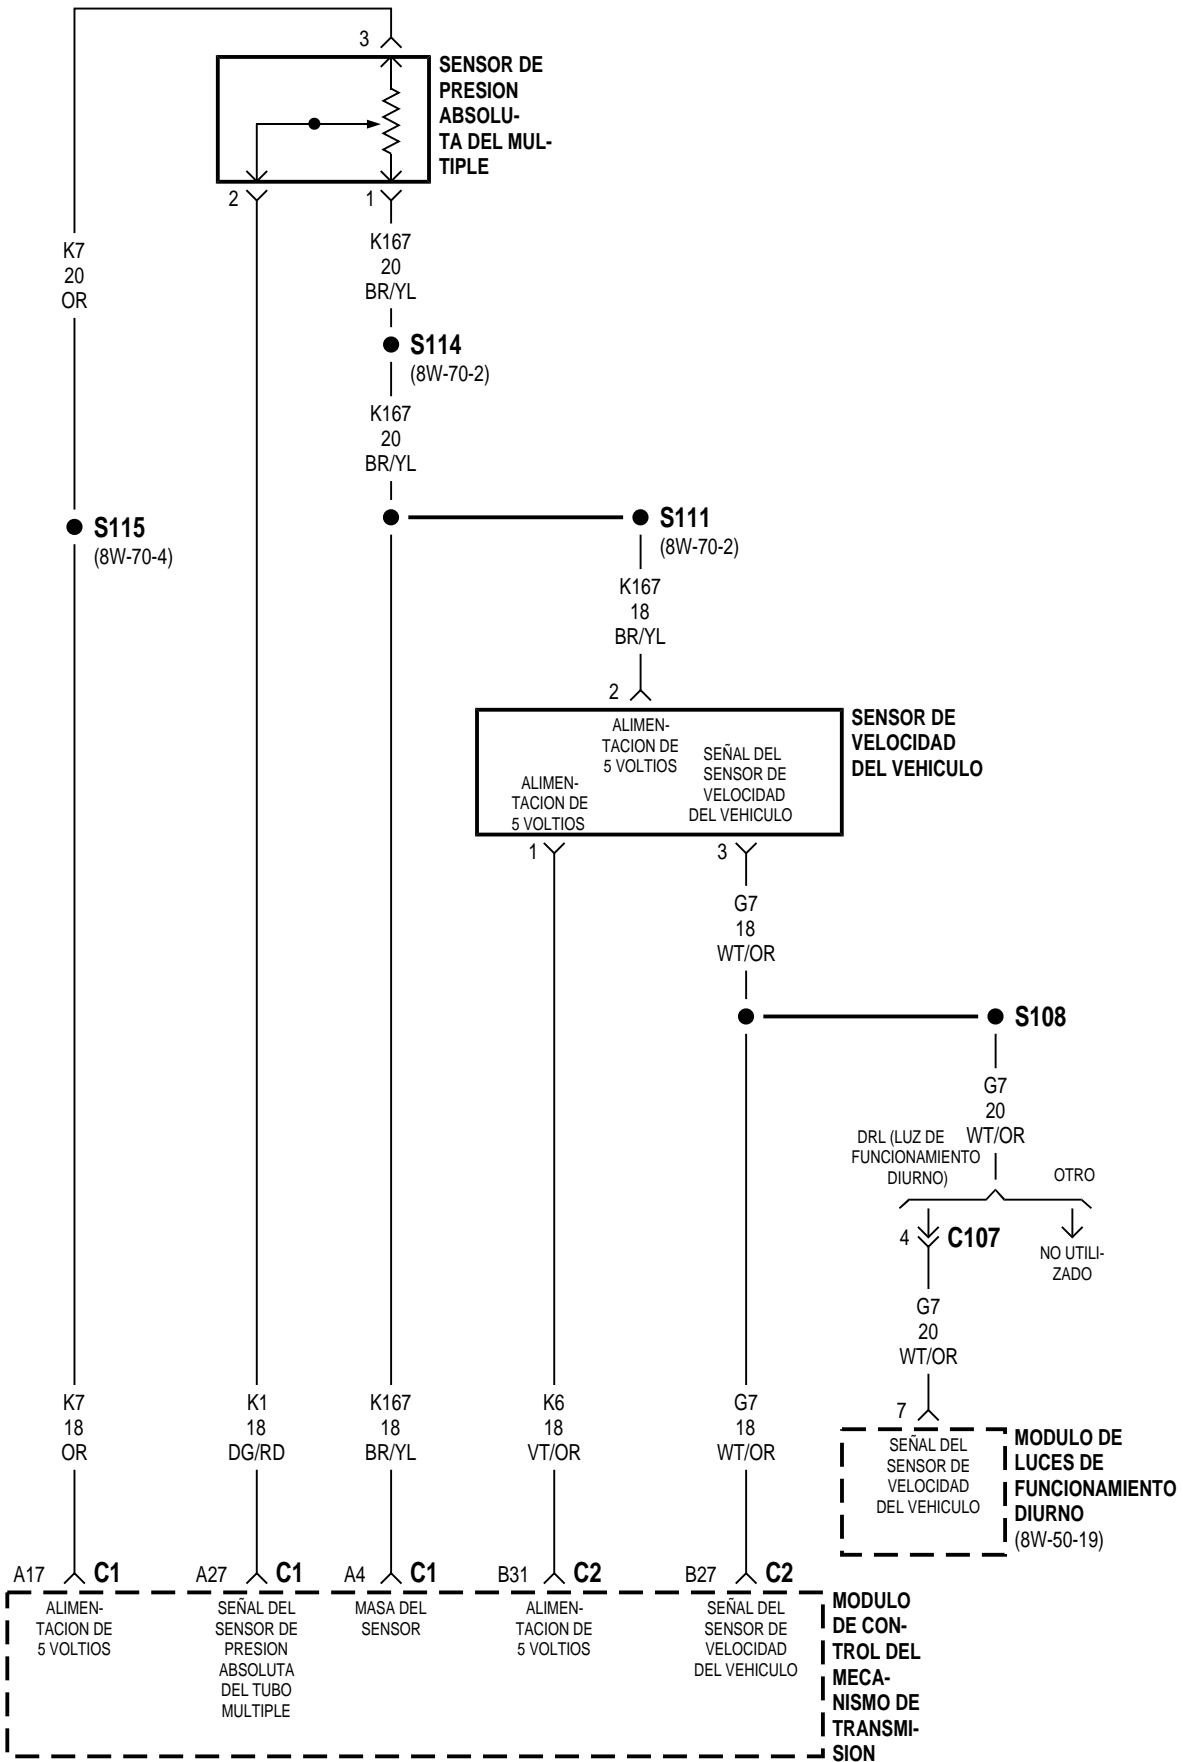 3
SENSOR DE
PRESION
ABSOLU-
TA DEL MUL-
TIPLE
2
1
K7
20
OR
K167
20
BR/YL
S114
(8W-70-2)
K167
20
BR/YL
S115
(8W-70-4)
S111
(8W-70-2)
K167
18
BR/YL
2
SENSOR DE
VELOCIDAD
DEL VEHICULO
ALIMEN-
TACION DE
5 VOLTIOS
ALIMEN-
TACION DE
5 VOLTIOS
SEÑAL DEL
SENSOR DE
VELOCIDAD
DEL VEHICULO
1
3
G7
18
WT/OR
S108
G7
20
WT/OR
DRL (LUZ DE
FUNCIONAMIENTO
DIURNO)
OTRO
4
C107
NO UTILI-
ZADO
G7
20
WT/OR
7
SEÑAL DEL
SENSOR DE
VELOCIDAD
DEL VEHICULO
MODULO DE
LUCES DE
FUNCIONAMIENTO
DIURNO
(8W-50-19)
K7
18
OR
K1
18
DG/RD
K167
18
BR/YL
K6
18
VT/OR
G7
18
WT/OR
A17
C1
A27
C1
A4
C1
B31
C2
B27
C2
ALIMEN-
TACION DE
5 VOLTIOS
SEÑAL DEL
SENSOR DE
PRESION
ABSOLUTA
DEL TUBO
MULTIPLE
MASA DEL
SENSOR
ALIMEN-
TACION DE
5 VOLTIOS
SEÑAL DEL
SENSOR DE
VELOCIDAD
DEL VEHICULO
MODULO
DE CON-
TROL DEL
MECA-
NISMO DE
TRANSMI-
SION